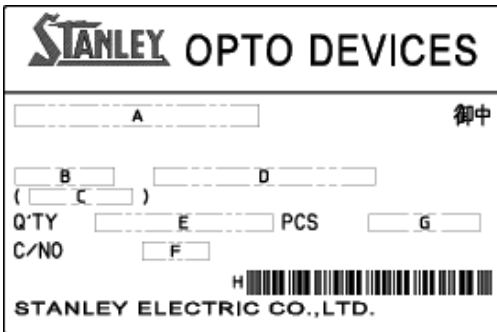 STANLEY OPTO DEVICES
A 御中
B D
( C )
Q'TY E PCS G
C/NO F
H
STANLEY ELECTRIC CO.,LTD.